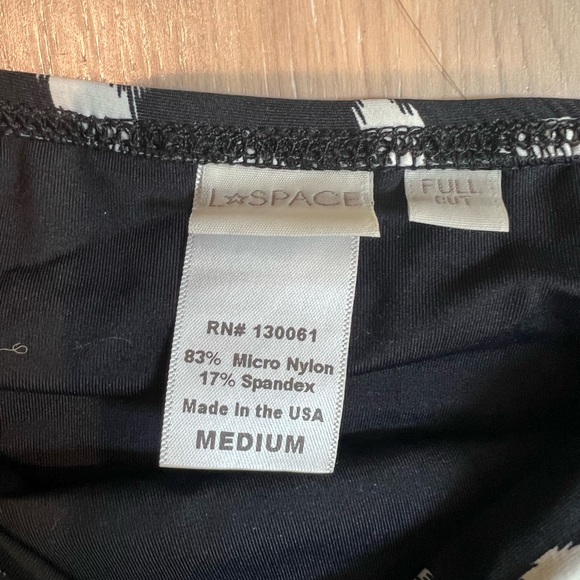 L☆SPACE
FULL
CUT
RN# 130061
83% Micro Nylon
17% Spandex
Made in the USA
MEDIUM